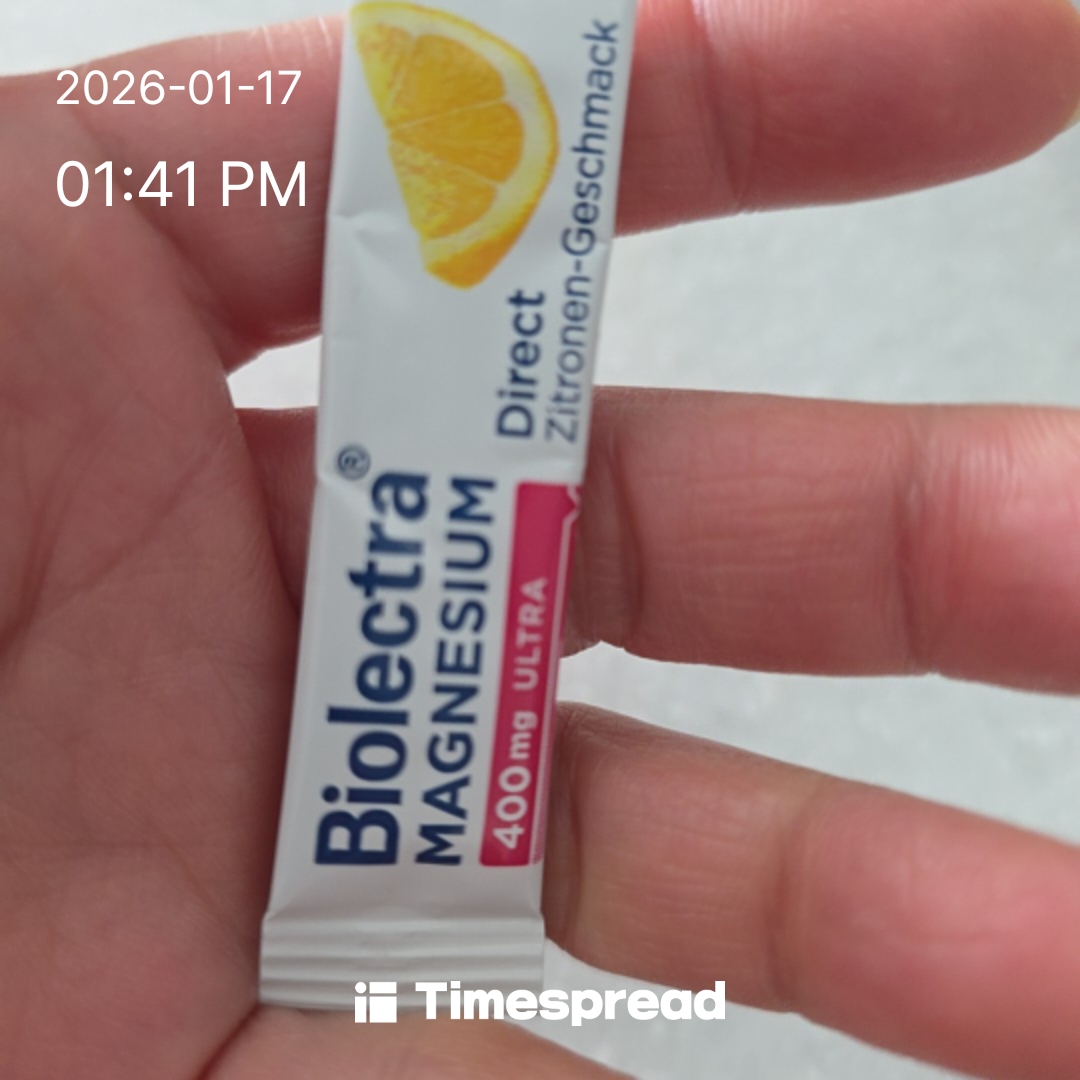 2026-01-17
01:41 PM
Biolectra®
MAGNESIUM
400mg ULTRA
Direct
Zitronen-Geschmack
Timespread